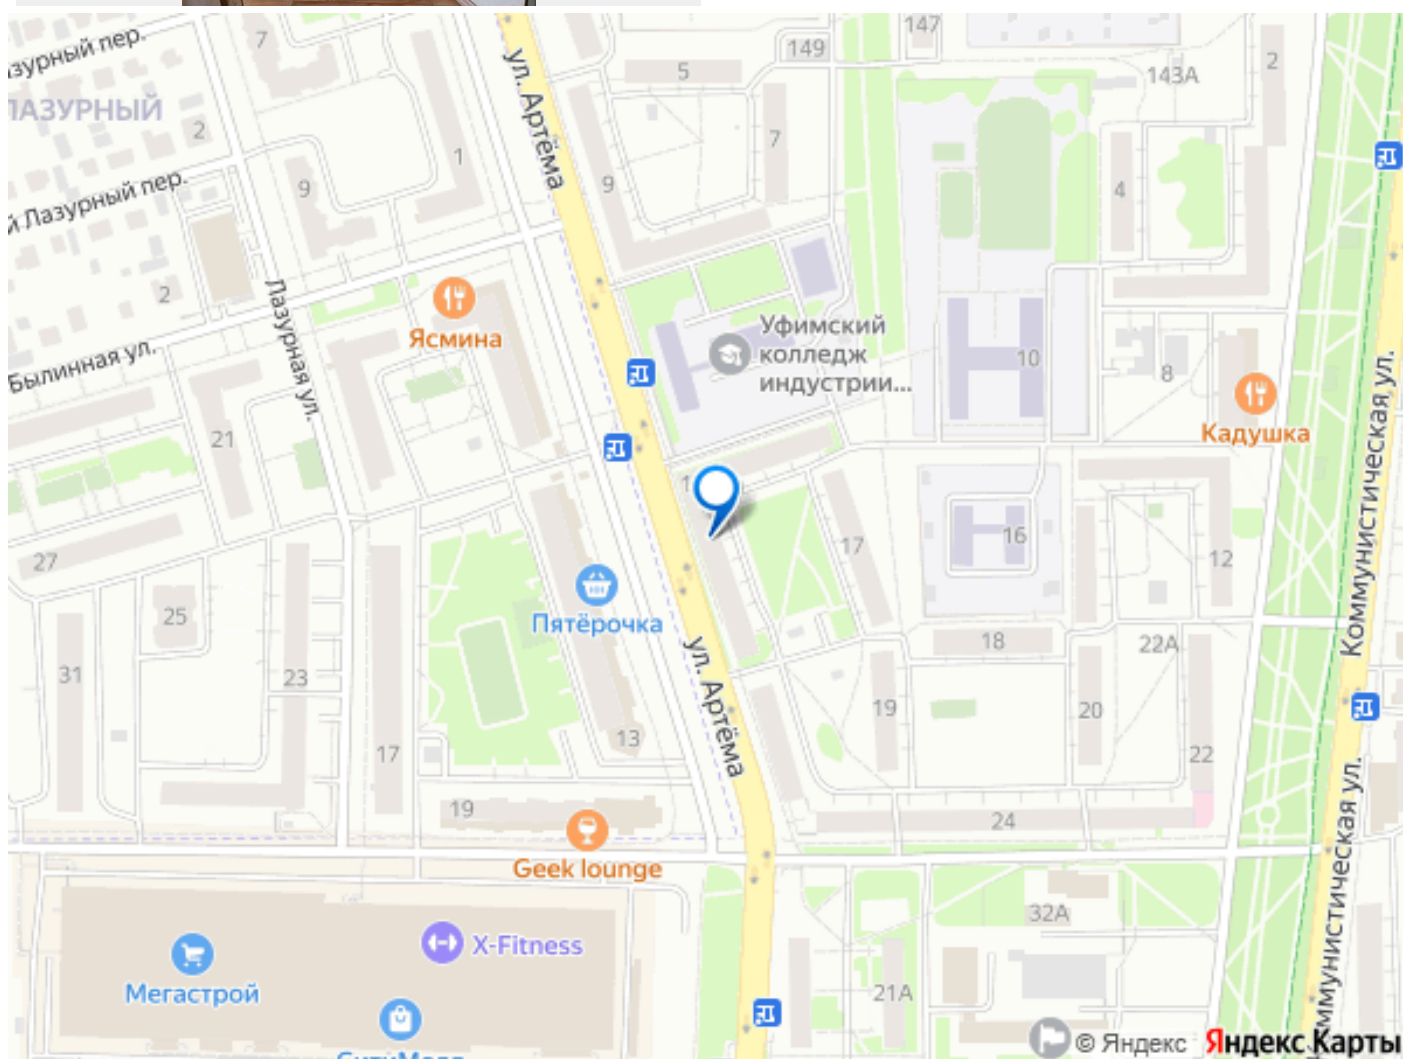 147
149
7
5
2
143А
азурный пер.
ул. Артёма
ЛАЗУРНЫЙ
2
7
1
9
9
4
й Лазурный пер.
2
Лазурная ул.
Ясмина
Уфимский
колледж
индустрии...
10
8
Былинная ул.
Кадушка
Коммунистическая ул.
21
17
16
12
27
Пятёрочка
25
18
22А
31
23
ул. Артёма
19
20
13
17
22
19
24
Geek lounge
32А
Коммунистическая ул.
X-Fitness
Мегастрой
21А
СитиМолл
© Яндекс Яндекс Карты